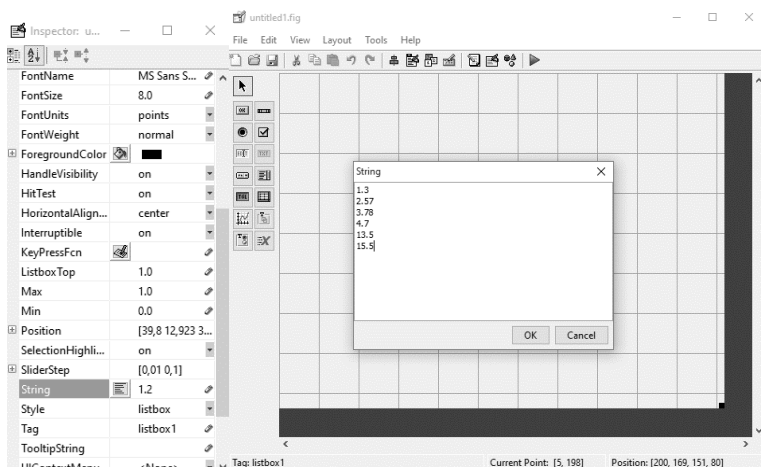 Inspector: u...
FontName MS Sans S...
FontSize 8.0
FontUnits points
FontWeight normal
ForegroundColor
HandleVisibility on
HitTest on
HorizontalAlign... center
Interruptible on
KeyPressFcn
ListboxTop 1.0
Max 1.0
Min 0.0
Position [39,8 12,923 3...
SelectionHighli... on
SliderStep [0,01 0,1]
String 1.2
Style listbox
Tag listbox1
TooltipString
UIContextMenu <None>
untitled1.fig
File Edit View Layout Tools Help
String
1.3
2.57
3.78
4.7
13.5
15.5
OK Cancel
Tag: listbox1 Current Point: [5, 198] Position: [200, 169, 151, 80]